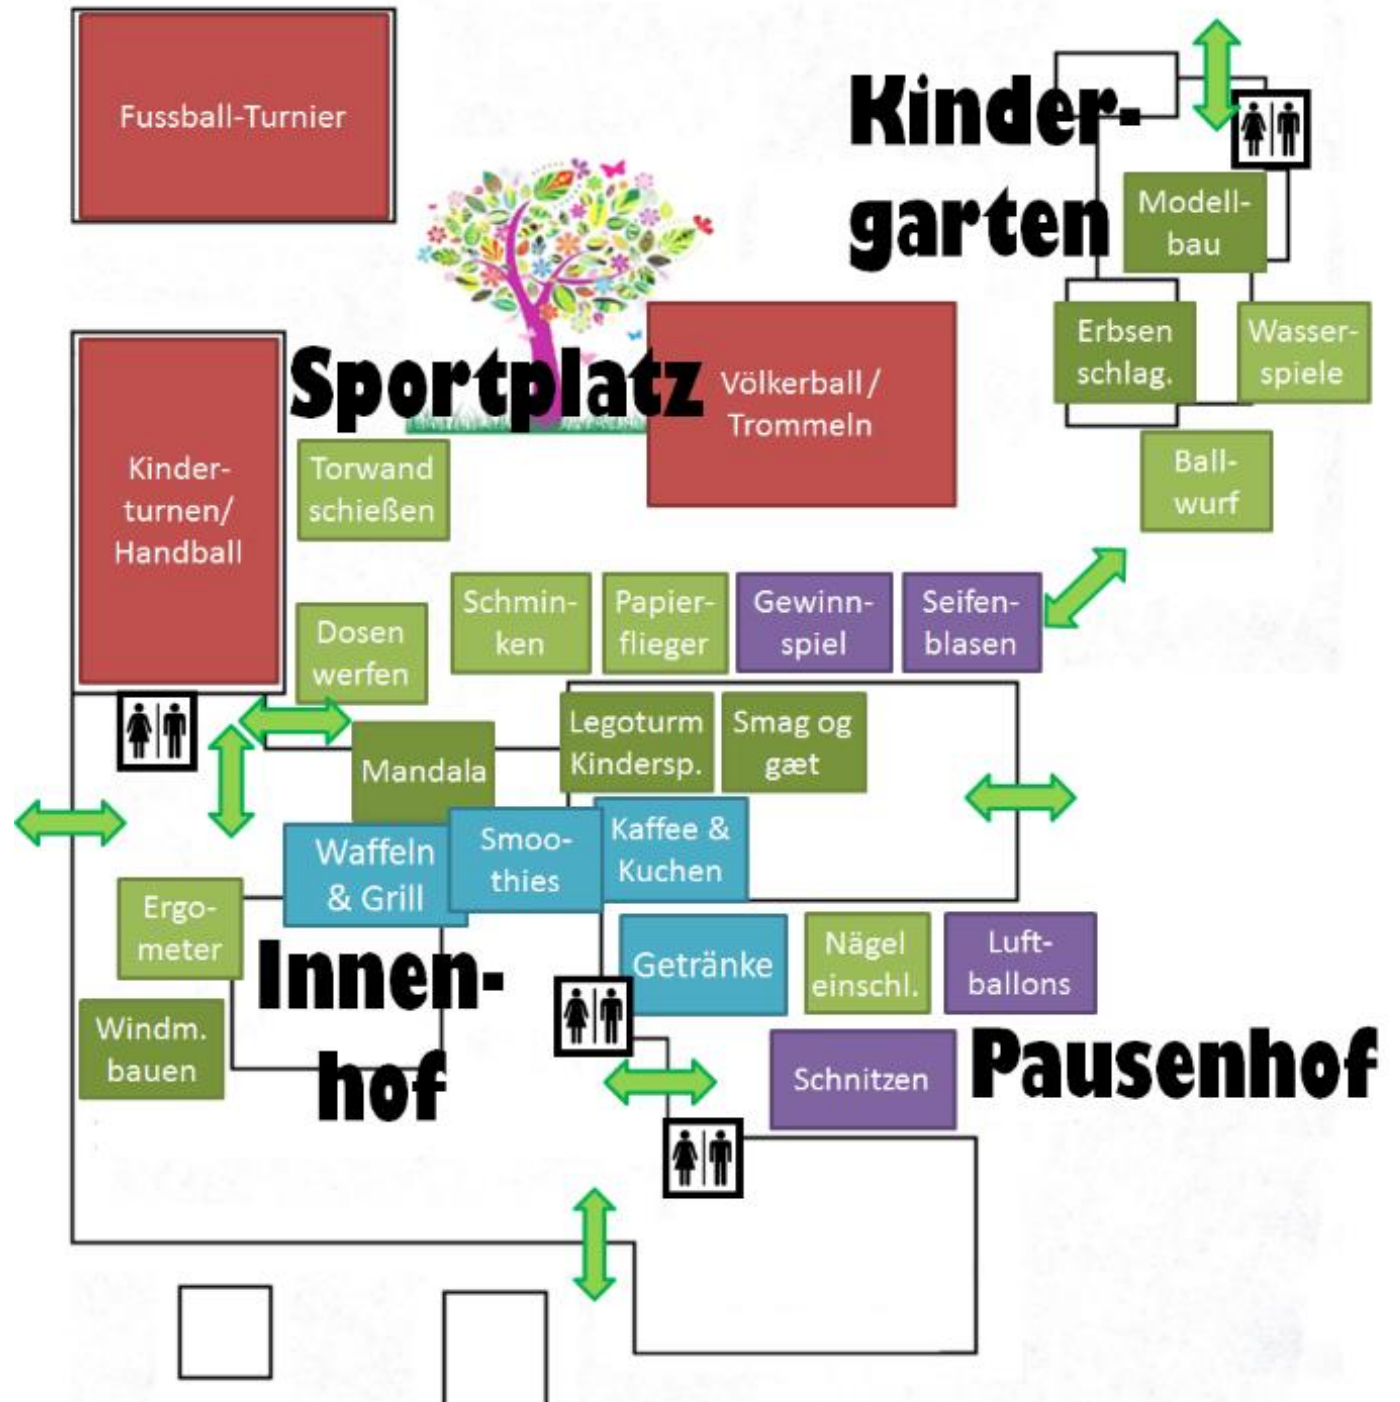 Fussball-Turnier
Kinder-
garten
Modell-
bau
Erbsen
schlag.
Wasser-
spiele
Ball-
wurf
Sportplatz
Völkerball /
Trommeln
Kinder-
turnen/
Handball
Torwand
schießen
Dosen
werfen
Schmin-
ken
Papier-
flieger
Gewinn-
spiel
Seifen-
blasen
Mandala
Legoturm
Kindersp.
Smag og
gæt
Waffeln
& Grill
Smoo-
thies
Kaffee &
Kuchen
Ergo-
meter
Windm.
bauen
Innen-
hof
Getränke
Nägel
einschl.
Luft-
ballons
Schnitzen
Pausenhof